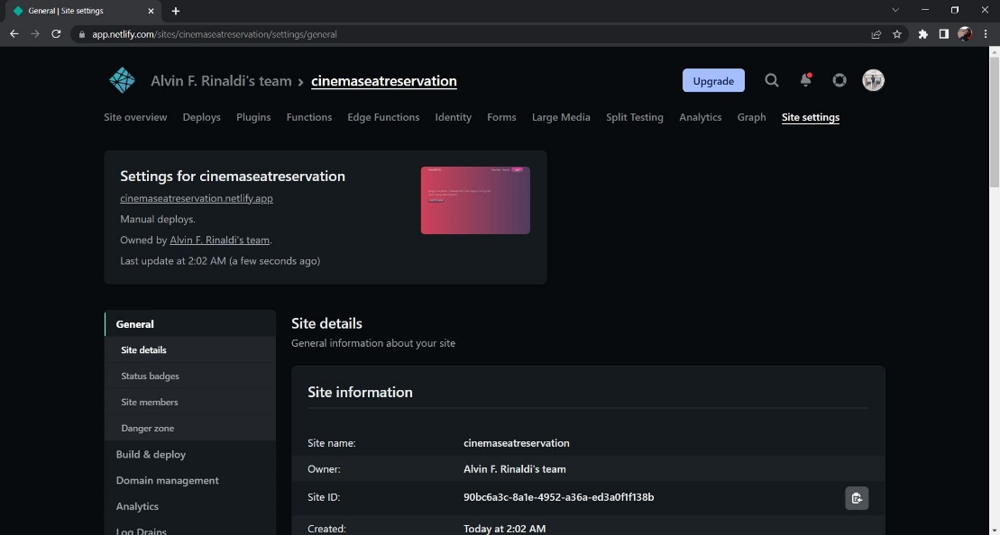 General | Site settings
app.netlify.com/sites/cinemaseatreservation/settings/general
Alvin F. Rinaldi's team > cinemaseatreservation
Upgrade
Site overview Deploys Plugins Functions Edge Functions Identity Forms Large Media Split Testing Analytics Graph Site settings
Settings for cinemaseatreservation
cinemaseatreservation.netlify.app
Manual deploys.
Owned by Alvin F. Rinaldi's team.
Last update at 2:02 AM (a few seconds ago)
General
Site details
Status badges
Site members
Danger zone
Build & deploy
Domain management
Analytics
Log Drains
Site details
General information about your site
Site information
Site name: cinemaseatreservation
Owner: Alvin F. Rinaldi's team
Site ID: 90bc6a3c-8a1e-4952-a36a-ed3a0f1f138b
Created: Today at 2:02 AM